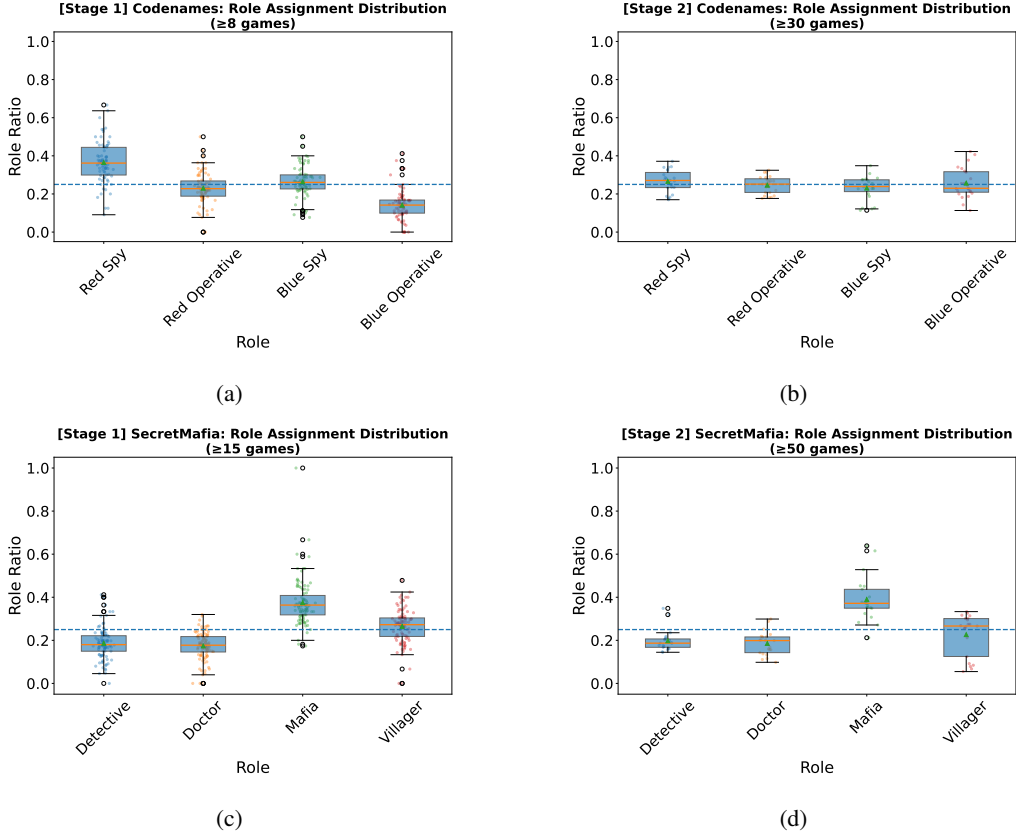 [Stage 1] Codenames: Role Assignment Distribution
(≥8 games)
1.0
0.8
0.6
0.4
0.2
0.0
Role Ratio
Red Spy
Red Operative
Blue Spy
Blue Operative
Role
(a)
[Stage 2] Codenames: Role Assignment Distribution
(≥30 games)
1.0
0.8
0.6
0.4
0.2
0.0
Role Ratio
Red Spy
Red Operative
Blue Spy
Blue Operative
Role
(b)
[Stage 1] SecretMafia: Role Assignment Distribution
(≥15 games)
1.0
0.8
0.6
0.4
0.2
0.0
Role Ratio
Detective
Doctor
Mafia
Villager
Role
(c)
[Stage 2] SecretMafia: Role Assignment Distribution
(≥50 games)
1.0
0.8
0.6
0.4
0.2
0.0
Role Ratio
Detective
Doctor
Mafia
Villager
Role
(d)